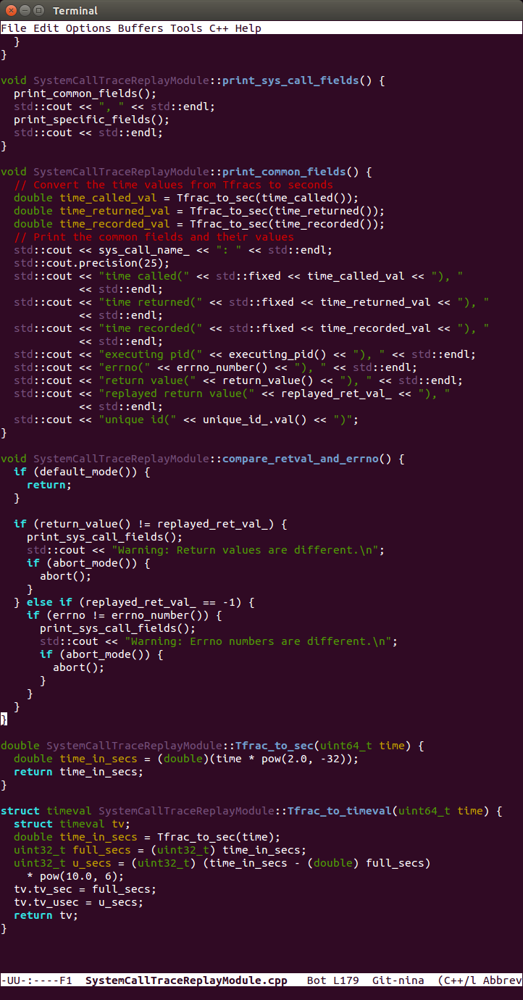 Terminal
File Edit Options Buffers Tools C++ Help
  }
}

void SystemCallTraceReplayModule::print_sys_call_fields() {
  print_common_fields();
  std::cout << ", " << std::endl;
  print_specific_fields();
  std::cout << std::endl;
}

void SystemCallTraceReplayModule::print_common_fields() {
  // Convert the time values from Tfracs to seconds
  double time_called_val = Tfrac_to_sec(time_called());
  double time_returned_val = Tfrac_to_sec(time_returned());
  double time_recorded_val = Tfrac_to_sec(time_recorded());
  // Print the common fields and their values
  std::cout << sys_call_name_ << ": " << std::endl;
  std::cout.precision(25);
  std::cout << "time called(" << std::fixed << time_called_val << "), "
            << std::endl;
  std::cout << "time returned(" << std::fixed << time_returned_val << "), "
            << std::endl;
  std::cout << "time recorded(" << std::fixed << time_recorded_val << "), "
            << std::endl;
  std::cout << "executing pid(" << executing_pid() << "), " << std::endl;
  std::cout << "errno(" << errno_number() << "), " << std::endl;
  std::cout << "return value(" << return_value() << "), " << std::endl;
  std::cout << "replayed return value(" << replayed_ret_val_ << "), "
            << std::endl;
  std::cout << "unique id(" << unique_id_.val() << ")";
}

void SystemCallTraceReplayModule::compare_retval_and_errno() {
  if (default_mode()) {
    return;
  }

  if (return_value() != replayed_ret_val_) {
    print_sys_call_fields();
    std::cout << "Warning: Return values are different.\n";
    if (abort_mode()) {
      abort();
    }
  } else if (replayed_ret_val_ == -1) {
    if (errno != errno_number()) {
      print_sys_call_fields();
      std::cout << "Warning: Errno numbers are different.\n";
      if (abort_mode()) {
        abort();
      }
    }
  }
}

double SystemCallTraceReplayModule::Tfrac_to_sec(uint64_t time) {
  double time_in_secs = (double)(time * pow(2.0, -32));
  return time_in_secs;
}

struct timeval SystemCallTraceReplayModule::Tfrac_to_timeval(uint64_t time) {
  struct timeval tv;
  double time_in_secs = Tfrac_to_sec(time);
  uint32_t full_secs = (uint32_t) time_in_secs;
  uint32_t u_secs = (uint32_t) (time_in_secs - (double) full_secs)
    * pow(10.0, 6);
  tv.tv_sec = full_secs;
  tv.tv_usec = u_secs;
  return tv;
}

-UU-:----F1  SystemCallTraceReplayModule.cpp   Bot L179  Git-nina  (C++/l Abbrev